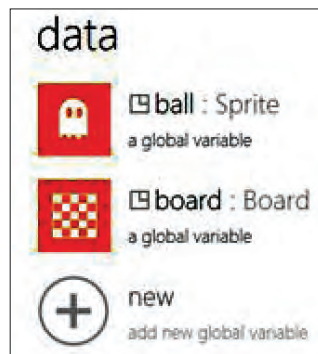 data
ball : Sprite
a global variable
board : Board
a global variable
new
add new global variable